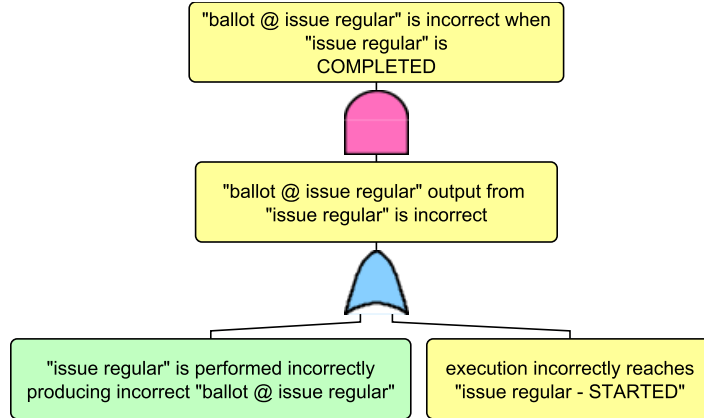 "ballot @ issue regular" is incorrect when
"issue regular" is
COMPLETED
"ballot @ issue regular" output from
"issue regular" is incorrect
"issue regular" is performed incorrectly
producing incorrect "ballot @ issue regular"
execution incorrectly reaches
"issue regular - STARTED"